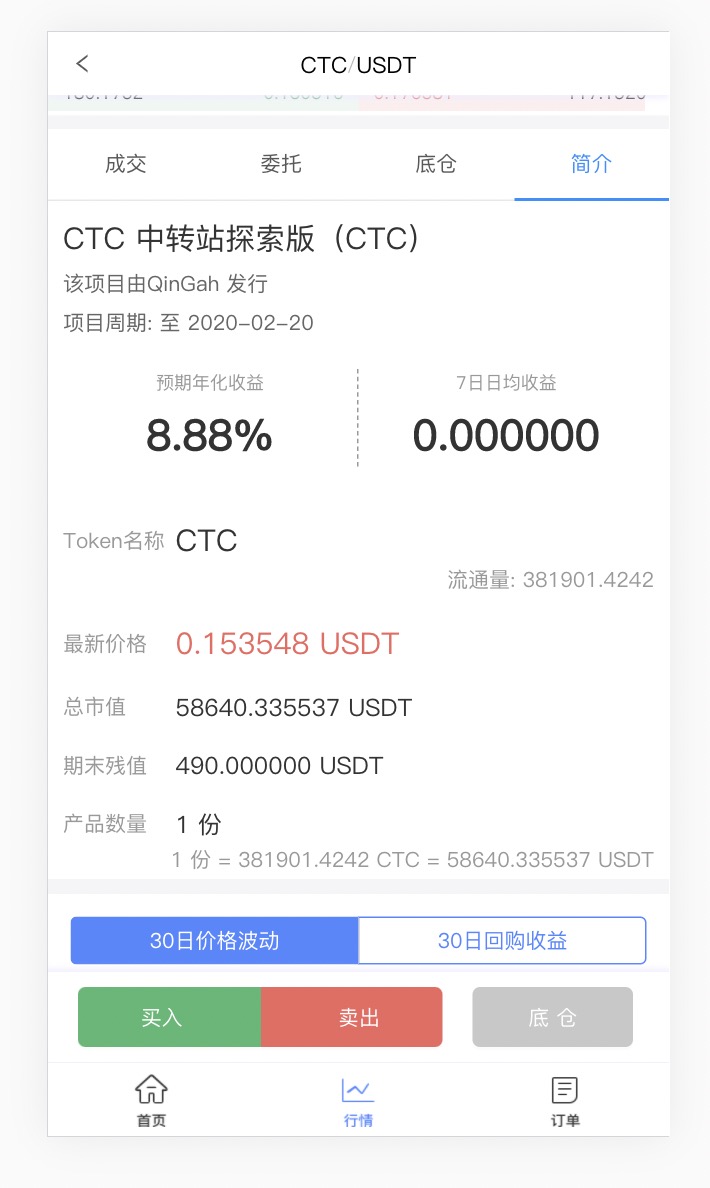 CTC/USDT
成交 委托 底仓 简介
CTC 中转站探索版（CTC）
该项目由QinGah 发行
项目周期: 至 2020-02-20
预期年化收益 7日日均收益
8.88% 0.000000
Token名称 CTC
流通量: 381901.4242
最新价格 0.153548 USDT
总市值 58640.335537 USDT
期末残值 490.000000 USDT
产品数量 1 份
1 份 = 381901.4242 CTC = 58640.335537 USDT
30日价格波动 30日回购收益
买入 卖出 底 仓
首页 行情 订单